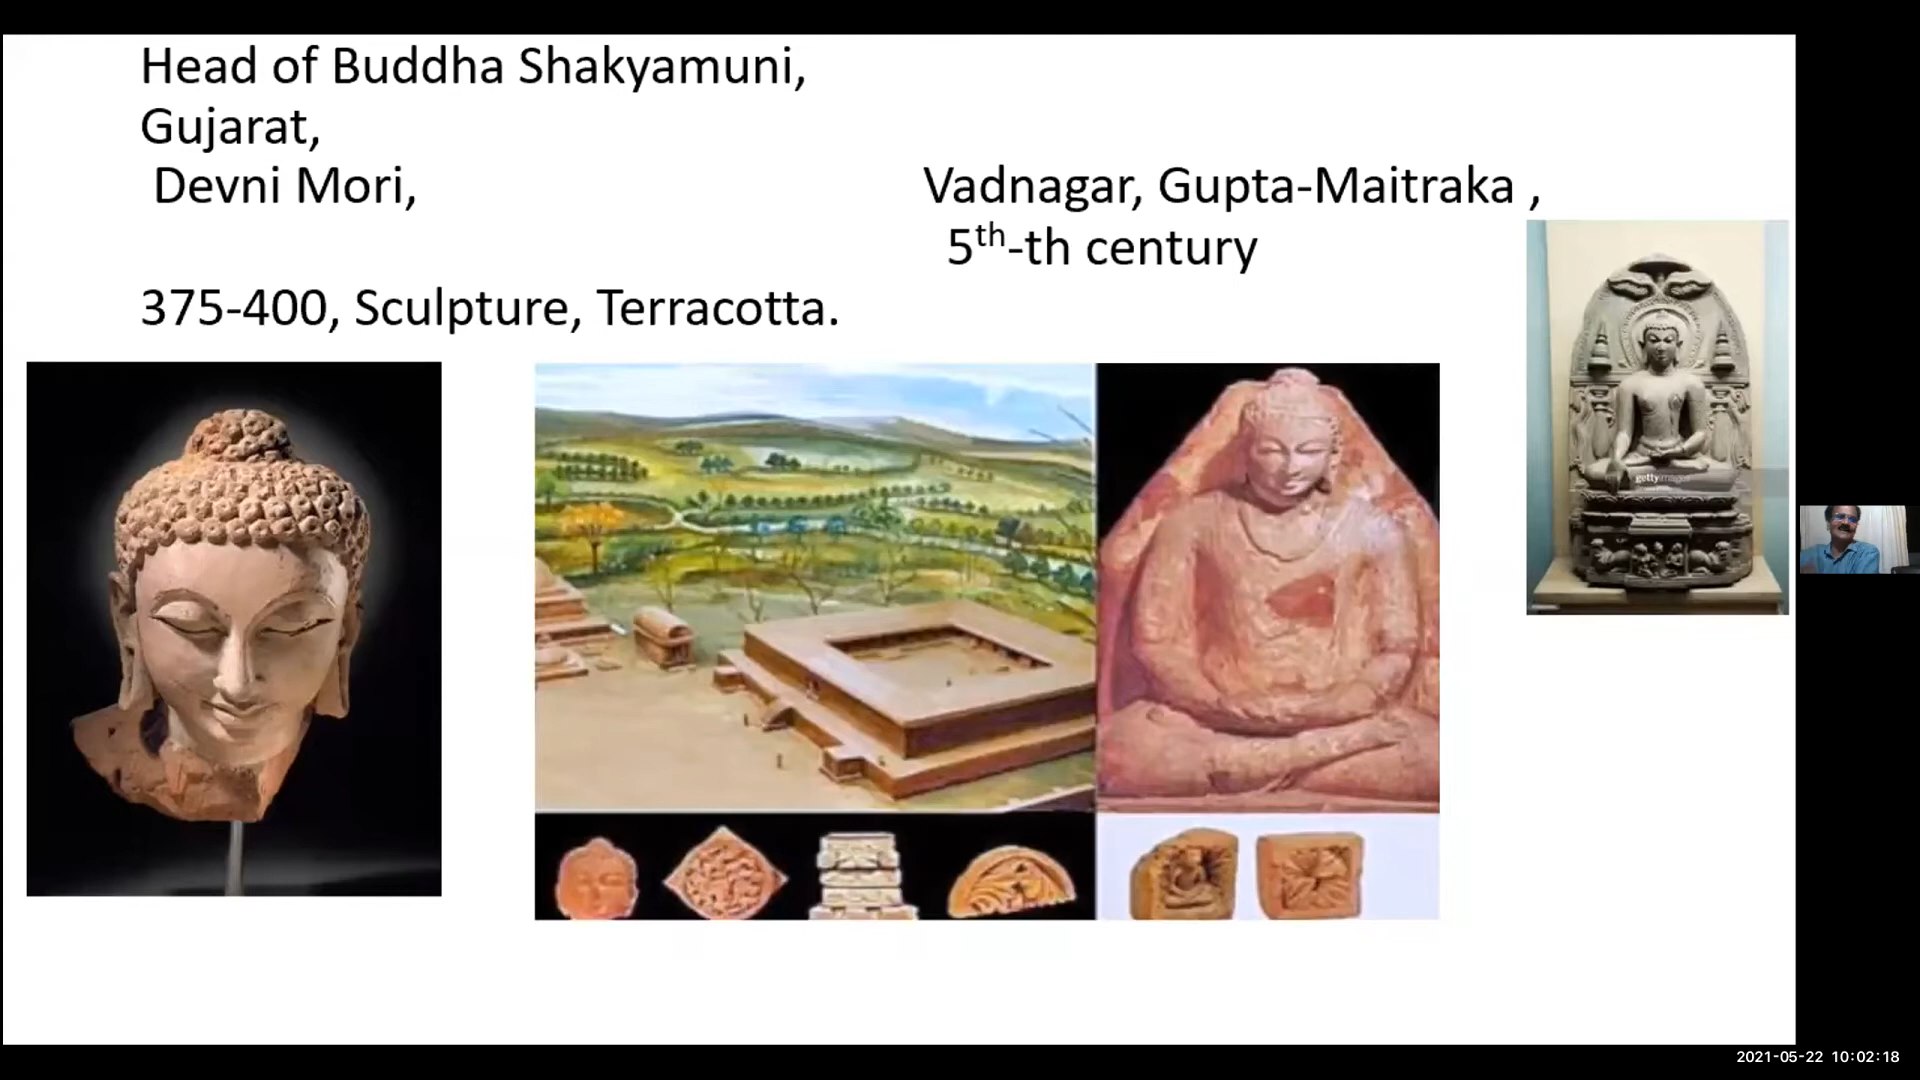 Head of Buddha Shakyamuni,
Gujarat,
Devni Mori,
375-400, Sculpture, Terracotta.
Vadnagar, Gupta-Maitraka ,
5th-th century
gettyimages
2021-05-22 10:02:18